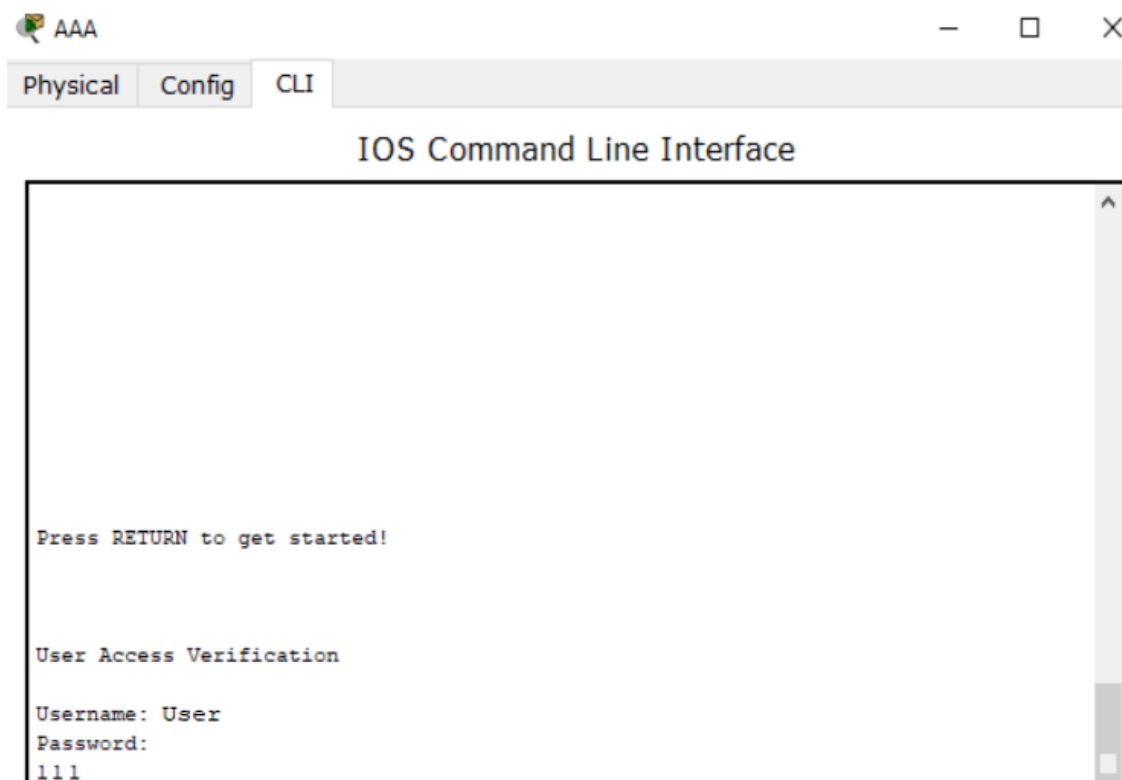 AAA
Physical Config CLI
IOS Command Line Interface
Press RETURN to get started!
User Access Verification
Username: User
Password:
111